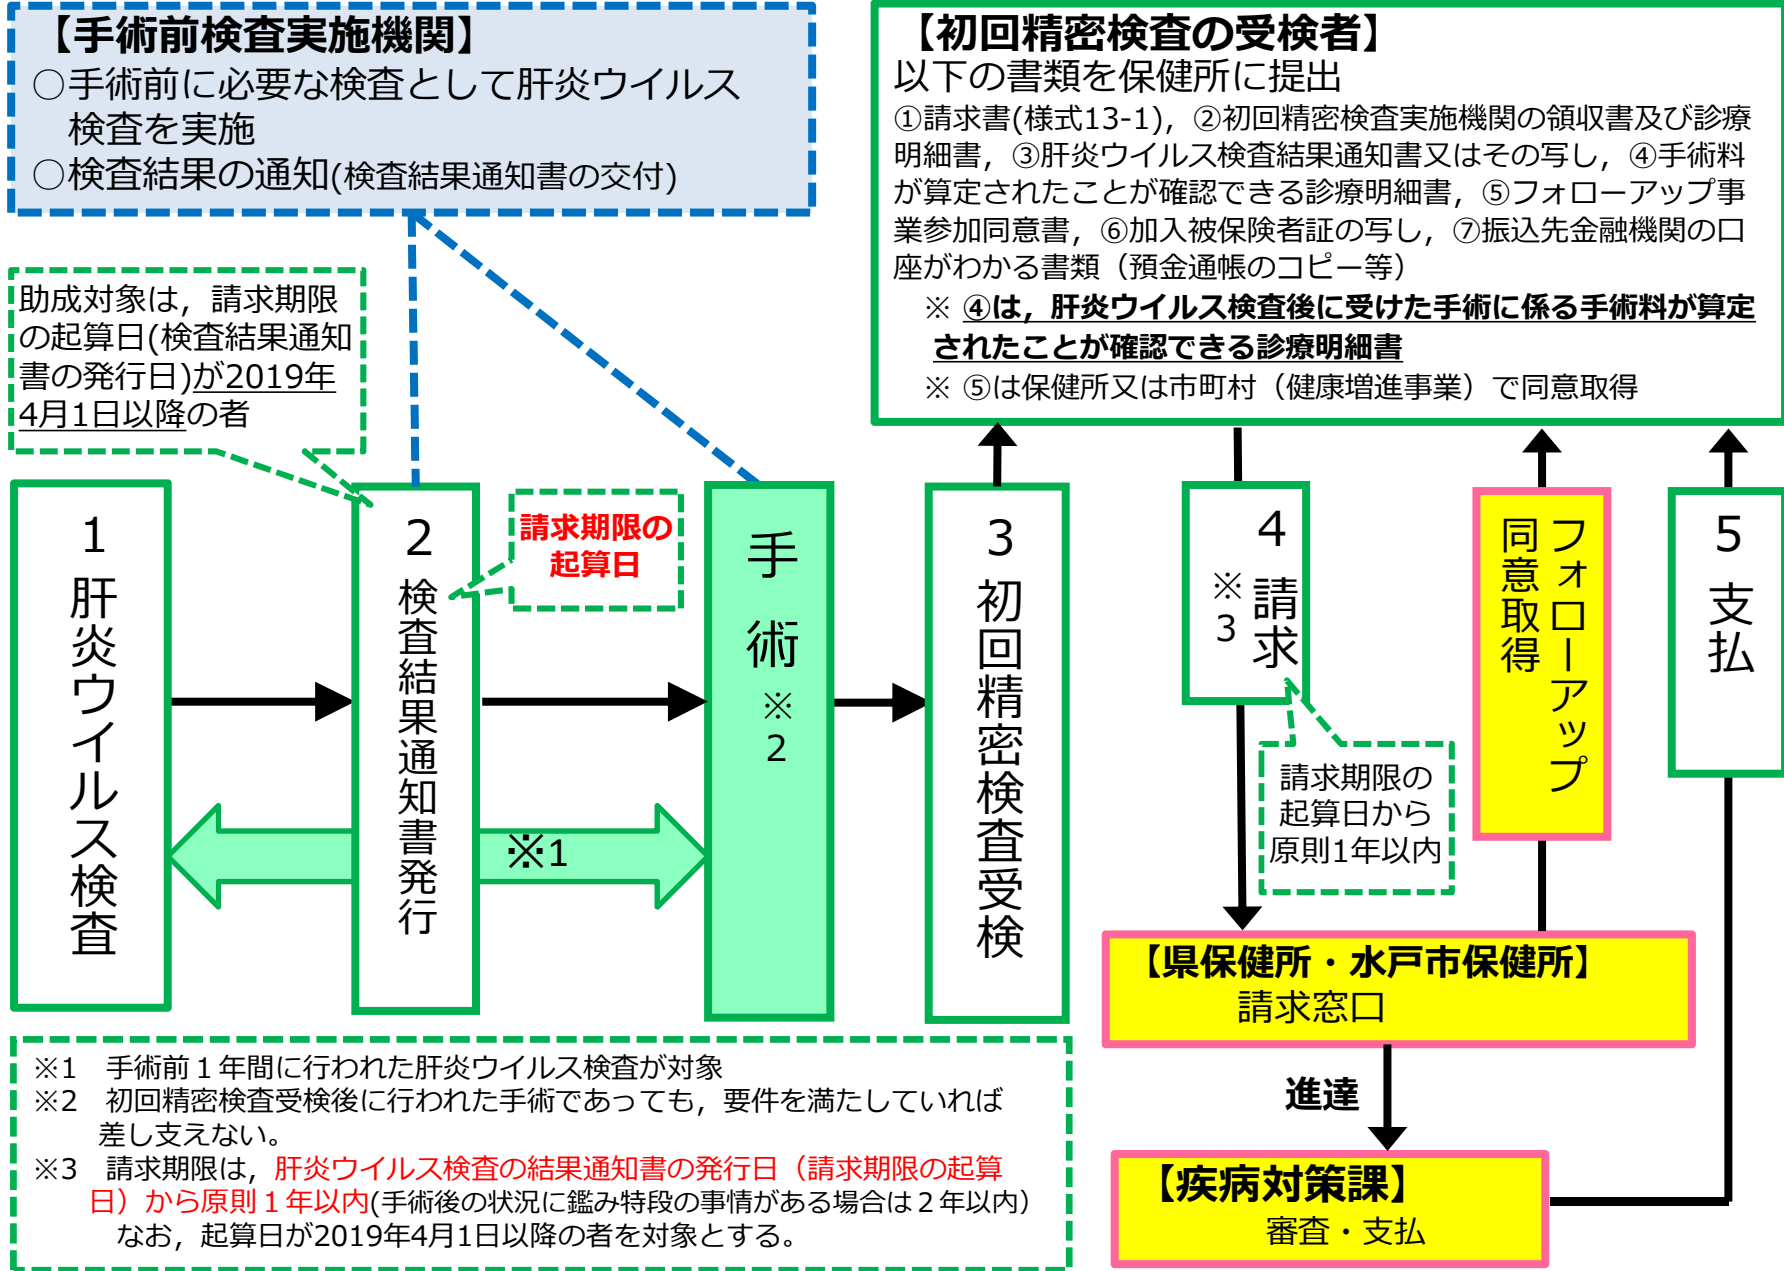 【手術前検査実施機関】
○手術前に必要な検査として肝炎ウイルス
検査を実施
○検査結果の通知(検査結果通知書の交付)
【初回精密検査の受検者】
以下の書類を保健所に提出
①請求書(様式13-1)，②初回精密検査実施機関の領収書及び診療
明細書，③肝炎ウイルス検査結果通知書又はその写し，④手術料
が算定されたことが確認できる診療明細書，⑤フォローアップ事
業参加同意書，⑥加入被保険者証の写し，⑦振込先金融機関の口
座がわかる書類（預金通帳のコピー等）
※ ④は，肝炎ウイルス検査後に受けた手術に係る手術料が算定
されたことが確認できる診療明細書
※ ⑤は保健所又は市町村（健康増進事業）で同意取得
助成対象は，請求期限
の起算日(検査結果通知
書の発行日)が2019年
4月1日以降の者
1 肝炎ウイルス検査
2 検査結果通知書発行
請求期限の
起算日
手術※2
3 初回精密検査受検
4 請求
※3
請求期限の
起算日から
原則1年以内
フォローアップ
同意取得
5 支払
※1
【県保健所・水戸市保健所】
請求窓口
進達
【疾病対策課】
審査・支払
※1　手術前１年間に行われた肝炎ウイルス検査が対象
※2　初回精密検査受検後に行われた手術であっても，要件を満たしていれば
差し支えない。
※3　請求期限は，肝炎ウイルス検査の結果通知書の発行日（請求期限の起算
日）から原則１年以内(手術後の状況に鑑み特段の事情がある場合は２年以内）
なお，起算日が2019年4月1日以降の者を対象とする。